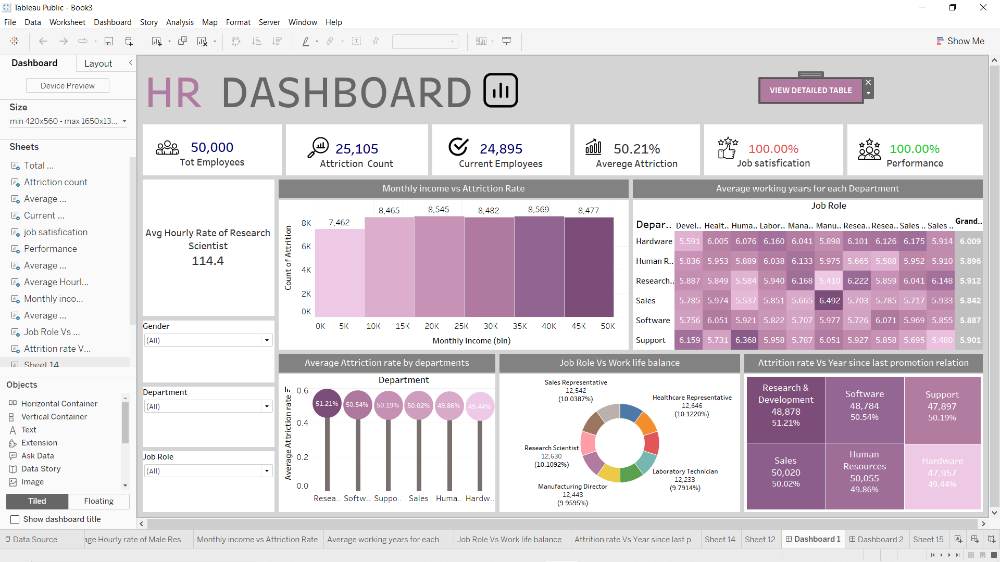 Tableau Public - Book3
File Data Worksheet Dashboard Story Analysis Map Format Server Window Help
Show Me
Dashboard Layout
Device Preview
Size
min 420x560 - max 1650x13...
Sheets
Total ...
Attriction count
Average ...
Current ...
job satisfication
Performance
Average ...
Average Hourl...
Monthly inco...
Average ...
Job Role Vs ...
Attrition rate V...
Sheet 14
Objects
Horizontal Container
Vertical Container
Text
Extension
Ask Data
Data Story
Image
Tiled Floating
Show dashboard title
HR DASHBOARD
VIEW DETAILED TABLE
50,000
Tot Employees
25,105
Attriction Count
24,895
Current Employees
50.21%
Averege Attriction
100.00%
Job satisfication
100.00%
Performance
Avg Hourly Rate of Research
Scientist
114.4
Gender
(All)
Department
(All)
Job Role
(All)
Monthly income vs Attriction Rate
7,462 8,465 8,545 8,482 8,569 8,477
Count of Attrition
8K
6K
4K
2K
0K
0K 5K 10K 15K 20K 25K 30K 35K 40K 45K 50K
Monthly Income (bin)
Average working years for each Department
Job Role
Depar.. Devel.. Healt.. Huma.. Labor.. Mana.. Manu.. Resea.. Resea.. Sales .. Sales .. Grand..
Hardware 5.591 6.005 6.076 6.160 6.041 5.898 6.101 6.126 6.175 5.914 6.009
Human R.. 5.836 5.953 5.889 6.038 6.133 5.975 5.665 5.588 5.952 5.910 5.896
Research.. 5.887 5.849 5.584 5.940 6.168 5.410 6.222 5.859 6.041 6.148 5.912
Sales 5.785 5.974 5.537 5.851 5.665 6.492 5.703 5.785 5.717 5.933 5.842
Software 5.756 6.051 5.921 5.822 5.707 5.977 5.726 6.071 5.969 5.855 5.887
Support 6.159 5.731 6.368 5.958 5.787 6.051 5.927 5.858 5.695 5.480 5.901
Average Attriction rate by departments
Department
Average Attriction rate
0.6
0.4
0.2
0.0
51.21% 50.54% 50.19% 50.02% 49.86% 49.44%
Resea.. Softw.. Suppo.. Sales Huma.. Hardw..
Job Role Vs Work life balance
Sales Representative
12,542
(10.0387%)
Healthcare Representative
12,646
(10.1220%)
Research Scientist
12,630
(10.1092%)
Laboratory Technician
12,233
(9.7914%)
Manufacturing Director
12,443
(9.9595%)
Attrition rate Vs Year since last promotion relation
Research &
Development
48,878
51.21%
Software
48,784
50.54%
Support
47,897
50.19%
Sales
50,020
50.02%
Human
Resources
50,055
49.86%
Hardware
47,957
49.44%
Data Source age Hourly rate of Male Res... Monthly income vs Attriction Rate Average working years for each ... Job Role Vs Work life balance Attrition rate Vs Year since last p... Sheet 14 Sheet 12 Dashboard 1 Dashboard 2 Sheet 15